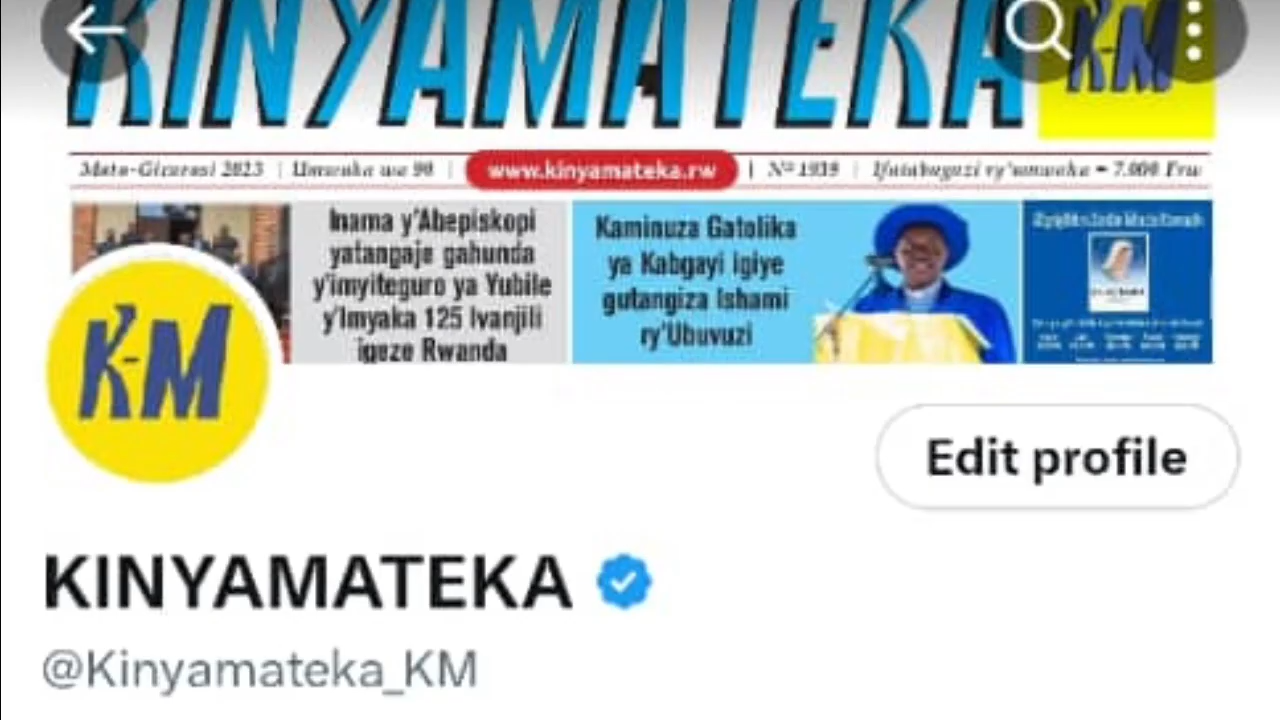 KINYAMATEKA
K-M
Mata-Gicurasi 2023 | Umwaka wa 90 | www.kinyamateka.rw | Nº 1939 | Ifatabuguzi ry'umwaka = 7.000 Frw
Inama y'Abepiskopi
yatangaje gahunda
y'imyiteguro ya Yubile
y'Imyaka 125 Ivanjili
igeze Rwanda
Kaminuza Gatolika
ya Kabgayi igiye
gutangiza Ishami
ry'Ubuvuzi
K-M
Edit profile
KINYAMATEKA
@Kinyamateka_KM